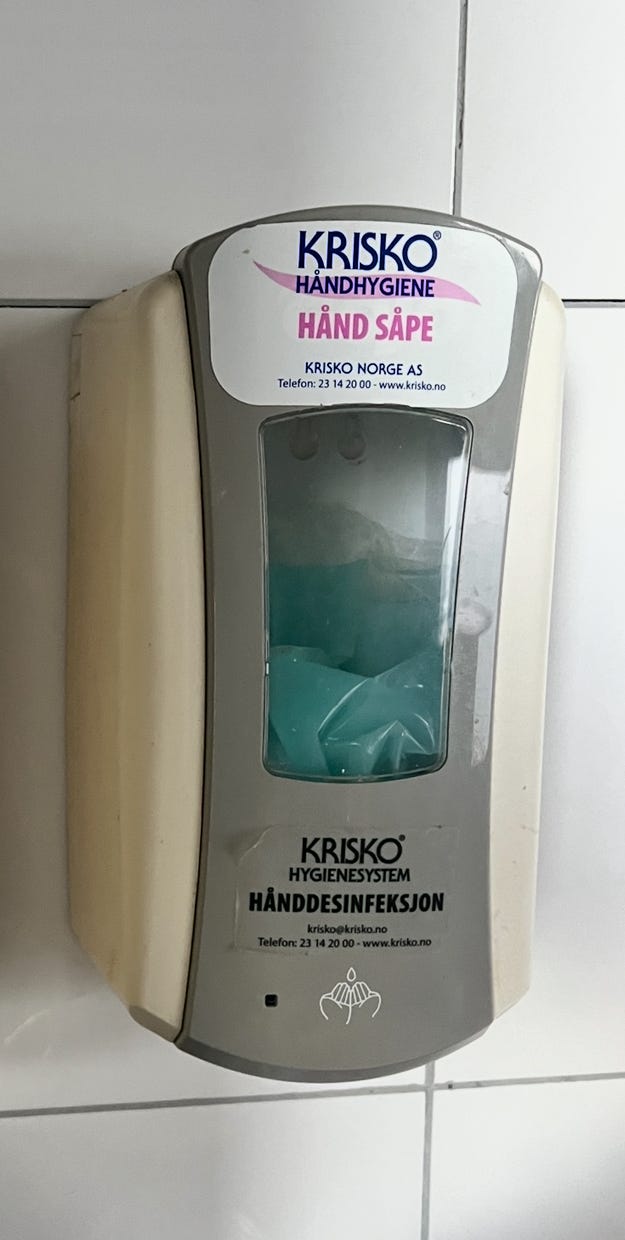 KRISKO®
HÅNDHYGIENE
HÅND SÅPE
KRISKO NORGE AS
Telefon: 23 14 20 00 - www.krisko.no
KRISKO®
HYGIENESYSTEM
HÅNDDESINFEKSJON
krisko@krisko.no
Telefon: 23 14 20 00 - www.krisko.no